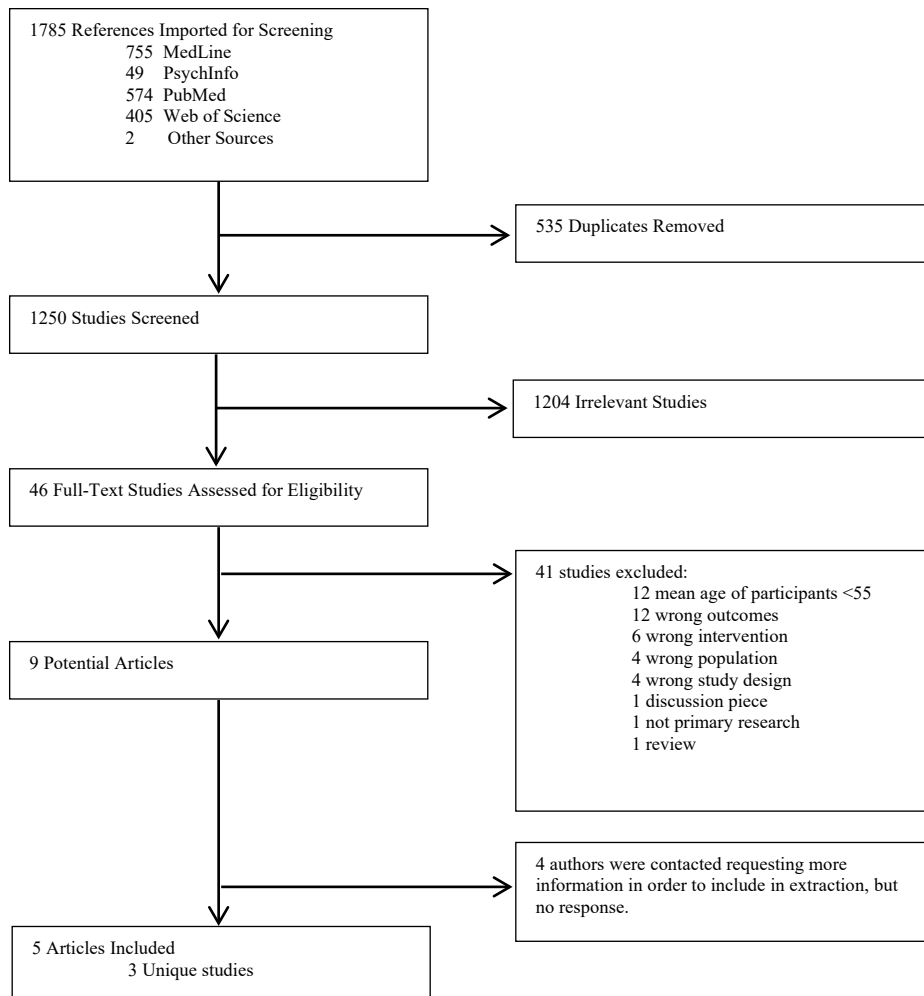 1785 References Imported for Screening
755 MedLine
49 PsychInfo
574 PubMed
405 Web of Science
2 Other Sources
535 Duplicates Removed
1250 Studies Screened
1204 Irrelevant Studies
46 Full-Text Studies Assessed for Eligibility
41 studies excluded:
12 mean age of participants <55
12 wrong outcomes
6 wrong intervention
4 wrong population
4 wrong study design
1 discussion piece
1 not primary research
1 review
9 Potential Articles
4 authors were contacted requesting more
information in order to include in extraction, but
no response.
5 Articles Included
3 Unique studies